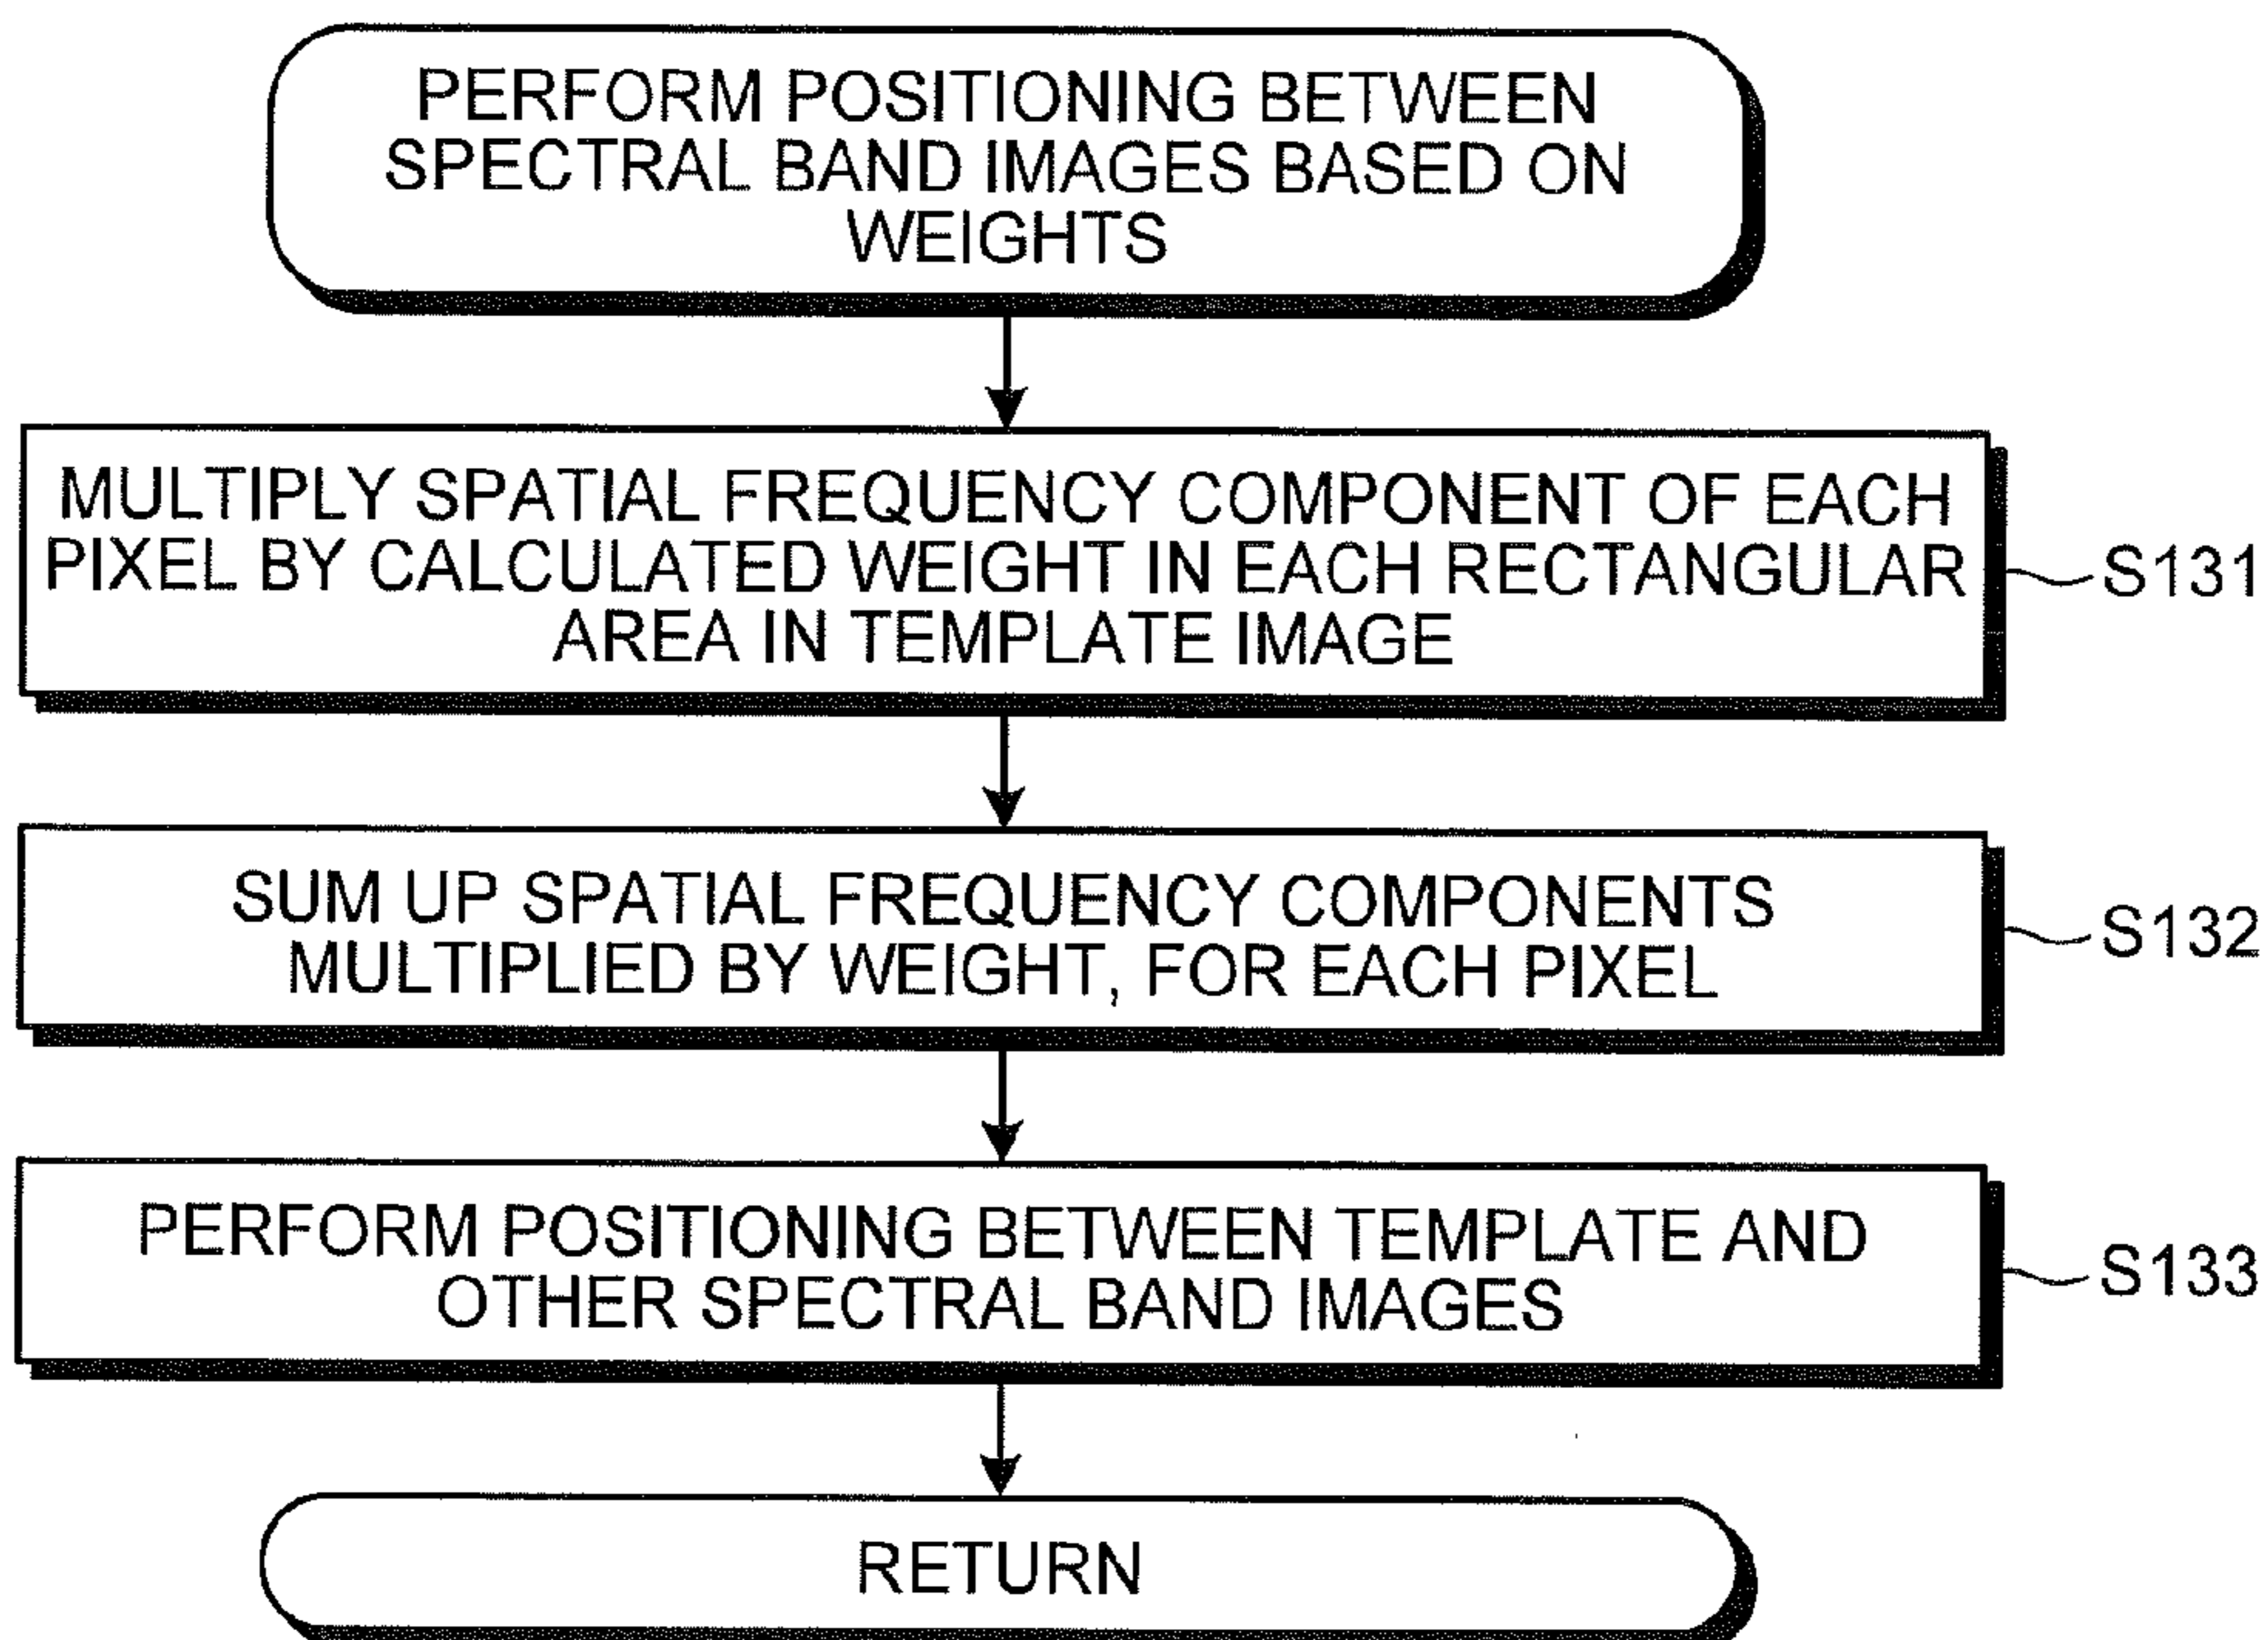 PERFORM POSITIONING BETWEEN
SPECTRAL BAND IMAGES BASED ON
WEIGHTS
MULTIPLY SPATIAL FREQUENCY COMPONENT OF EACH
PIXEL BY CALCULATED WEIGHT IN EACH RECTANGULAR
AREA IN TEMPLATE IMAGE
S131
SUM UP SPATIAL FREQUENCY COMPONENTS
MULTIPLIED BY WEIGHT, FOR EACH PIXEL
S132
PERFORM POSITIONING BETWEEN TEMPLATE AND
OTHER SPECTRAL BAND IMAGES
S133
RETURN